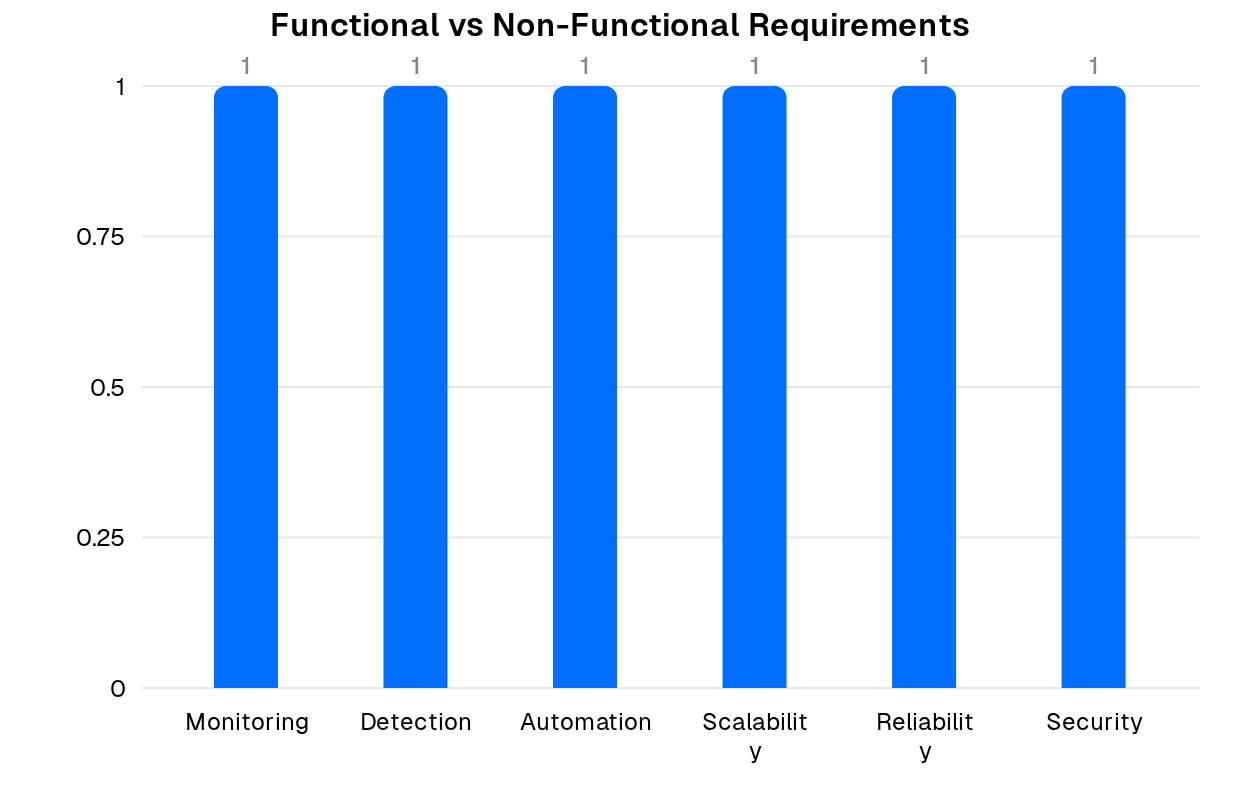 Functional vs Non-Functional Requirements
1 1 1 1 1 1
1
0.75
0.5
0.25
0
Monitoring Detection Automation Scalabilit Reliabilit Security
y y